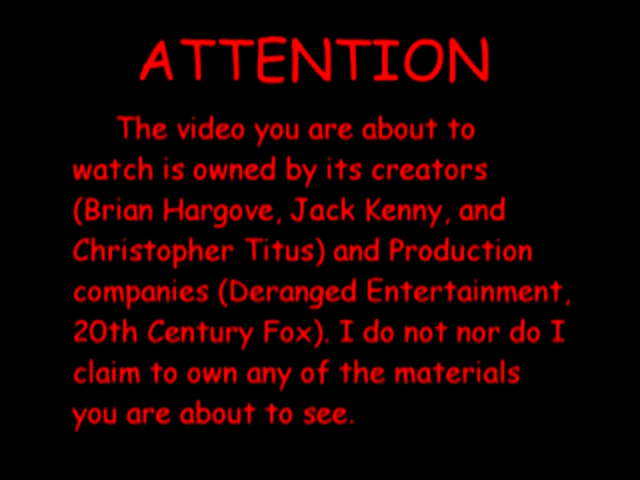 ATTENTION
The video you are about to
watch is owned by its creators
(Brian Hargove, Jack Kenny, and
Christopher Titus) and Production
companies (Deranged Entertainment,
20th Century Fox). I do not nor do I
claim to own any of the materials
you are about to see.